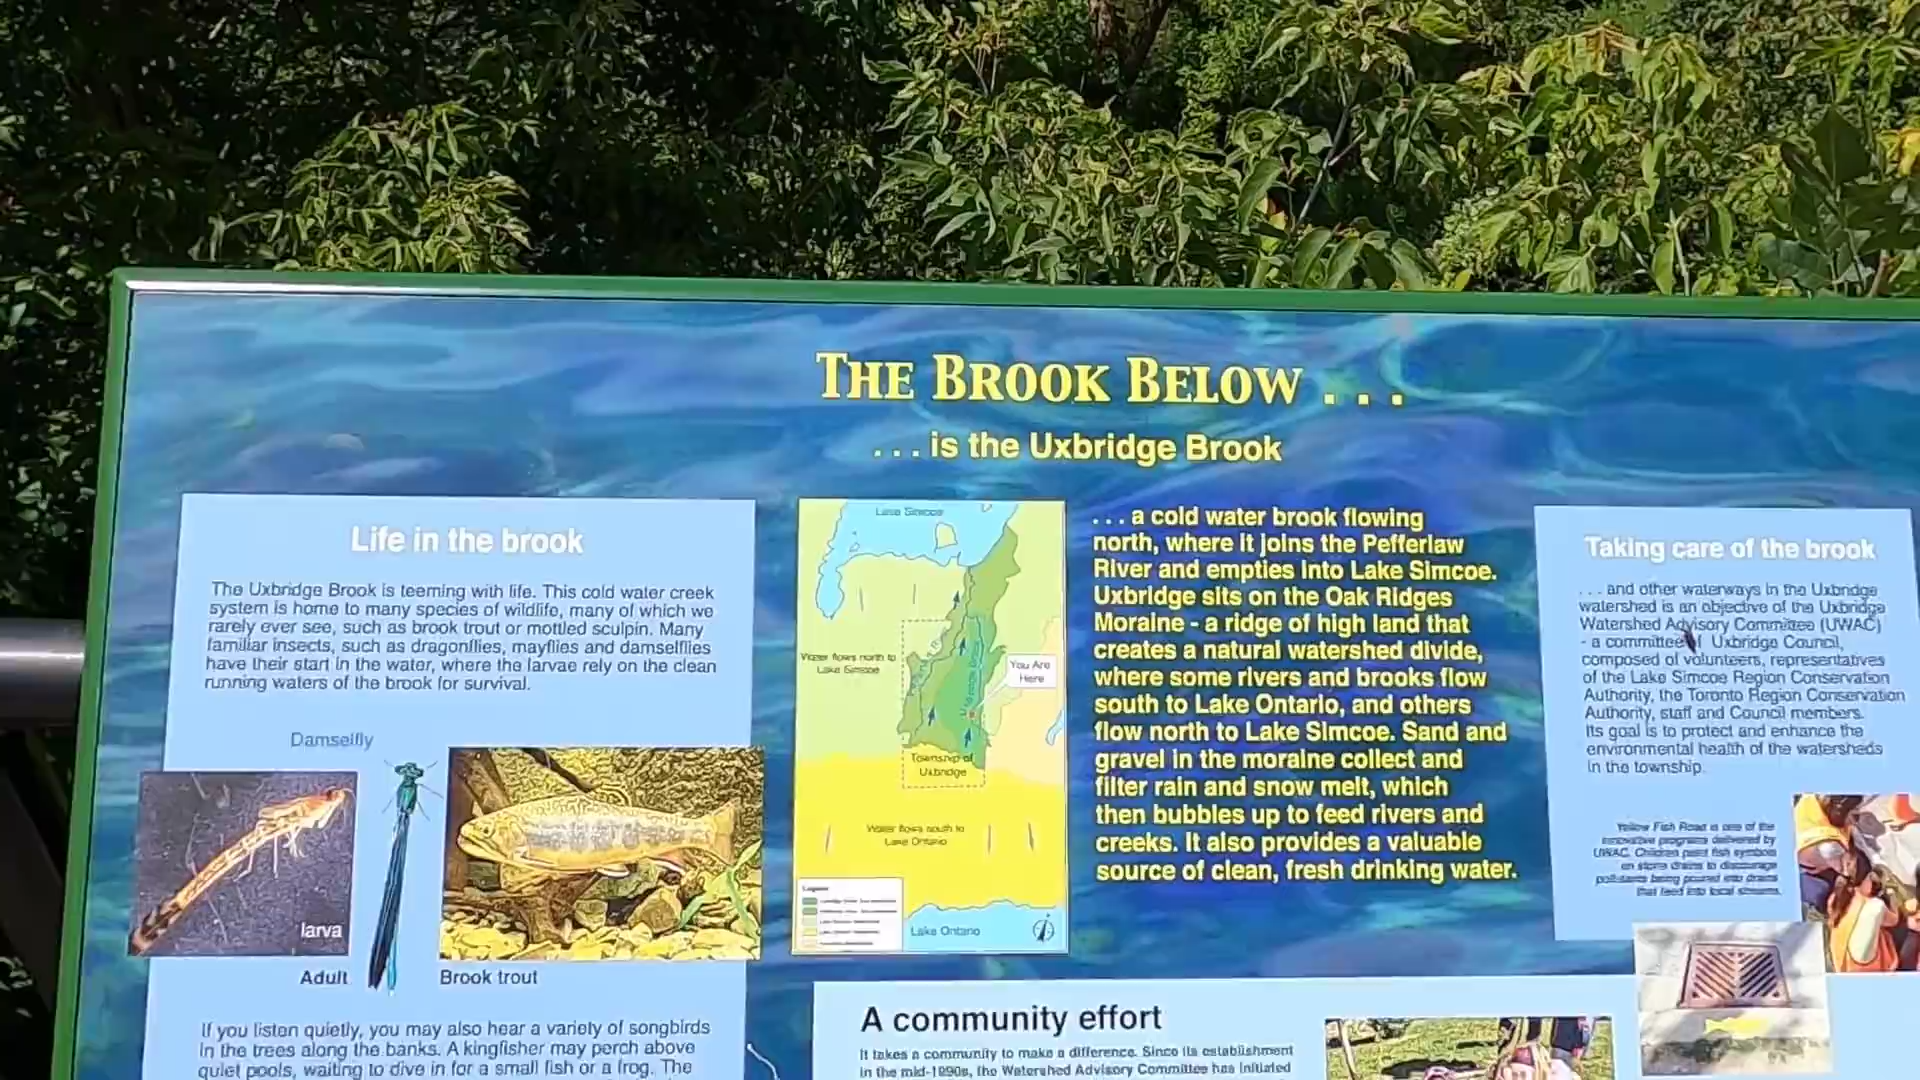 THE BROOK BELOW . . .
. . . is the Uxbridge Brook
Life in the brook
The Uxbridge Brook is teeming with life. This cold water creek
system is home to many species of wildlife, many of which we
rarely ever see, such as brook trout or mottled sculpin. Many
familiar insects, such as dragonflies, mayflies and damselflies
have their start in the water, where the larvae rely on the clean
running waters of the brook for survival.
Damselfly
larva
Adult
Brook trout
If you listen quietly, you may also hear a variety of songbirds
in the trees along the banks. A kingfisher may perch above
quiet pools, waiting to dive in for a small fish or a frog. The
Lake Simcoe
Water flows north to
Lake Simcoe
You Are
Here
Township of
Uxbridge
Water flows south to
Lake Ontario
Legend
Lake Ontario
. . . a cold water brook flowing
north, where it joins the Pefferlaw
River and empties into Lake Simcoe.
Uxbridge sits on the Oak Ridges
Moraine - a ridge of high land that
creates a natural watershed divide,
where some rivers and brooks flow
south to Lake Ontario, and others
flow north to Lake Simcoe. Sand and
gravel in the moraine collect and
filter rain and snow melt, which
then bubbles up to feed rivers and
creeks. It also provides a valuable
source of clean, fresh drinking water.
Taking care of the brook
. . . and other waterways in the Uxbridge
watershed is an objective of the Uxbridge
Watershed Advisory Committee (UWAC)
- a committee of Uxbridge Council,
composed of volunteers, representatives
of the Lake Simcoe Region Conservation
Authority, the Toronto Region Conservation
Authority, staff and Council members.
Its goal is to protect and enhance the
environmental health of the watersheds
in the township.
Yellow Fish Road is one of the
innovative programs delivered by
UWAC. Children paint fish symbols
on storm drains to discourage
pollutants being poured into drains
that feed into local streams.
A community effort
It takes a community to make a difference. Since its establishment
in the mid-1990s, the Watershed Advisory Committee has initiated